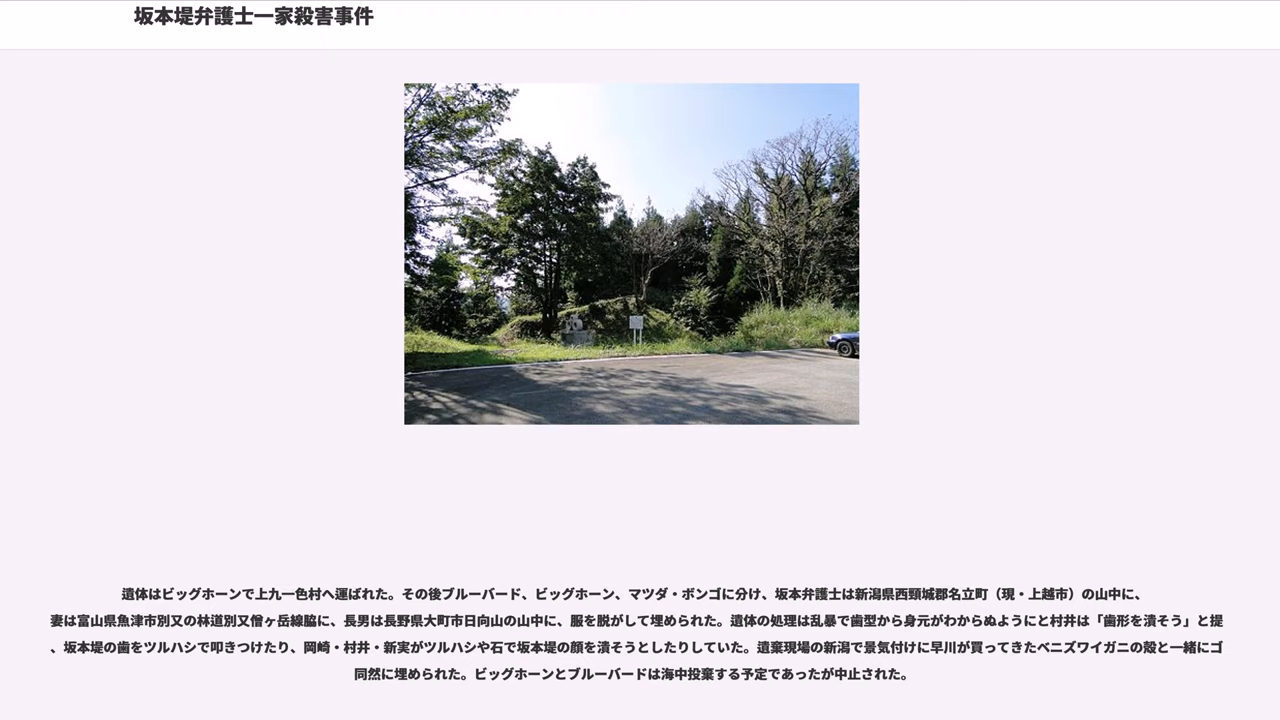 坂本堤弁護士一家殺害事件
遺体はビッグホーンで上九一色村へ運ばれた。その後ブルーバード、ビッグホーン、マツダ・ボンゴに分け、坂本弁護士は新潟県西頸城郡名立町（現・上越市）の山中に、
妻は富山県魚津市別又の林道別又僧ヶ岳線脇に、長男は長野県大町市日向山の山中に、服を脱がして埋められた。遺体の処理は乱暴で歯型から身元がわからぬようにと村井は「歯形を潰そう」と提
、坂本堤の歯をツルハシで叩きつけたり、岡崎・村井・新実がツルハシや石で坂本堤の顔を潰そうとしたりしていた。遺棄現場の新潟で景気付けに早川が買ってきたベニズワイガニの殻と一緒にゴ
同然に埋められた。ビッグホーンとブルーバードは海中投棄する予定であったが中止された。